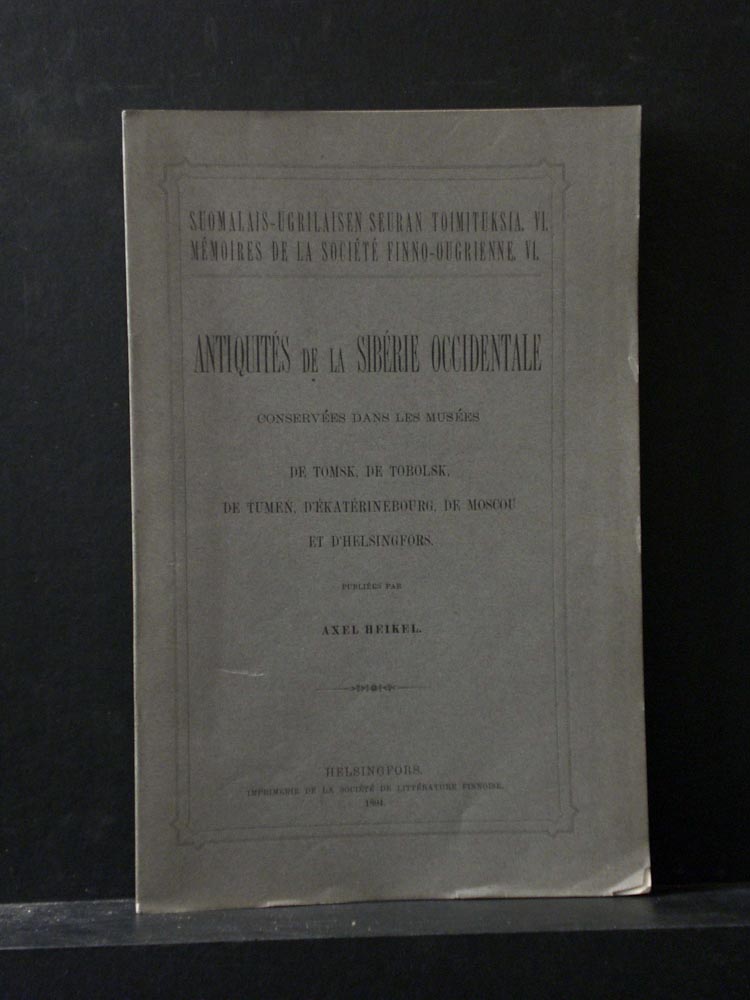 SUOMALAIS-UGRILAISEN SEURAN TOIMITUKSIA. VI.
MÉMOIRES DE LA SOCIÉTÉ FINNO-OUGRIENNE. VI.
ANTIQUITÉS DE LA SIBÉRIE OCCIDENTALE
CONSERVÉES DANS LES MUSÉES
DE TOMSK, DE TOBOLSK,
DE TUMEN, D'ÉKATÉRINEBOURG, DE MOSCOU
ET D'HELSINGFORS.
PUBLIÉES PAR
AXEL HEIKEL.
HELSINGFORS.
IMPRIMERIE DE LA SOCIÉTÉ DE LITTÉRATURE FINNOISE.
1894.